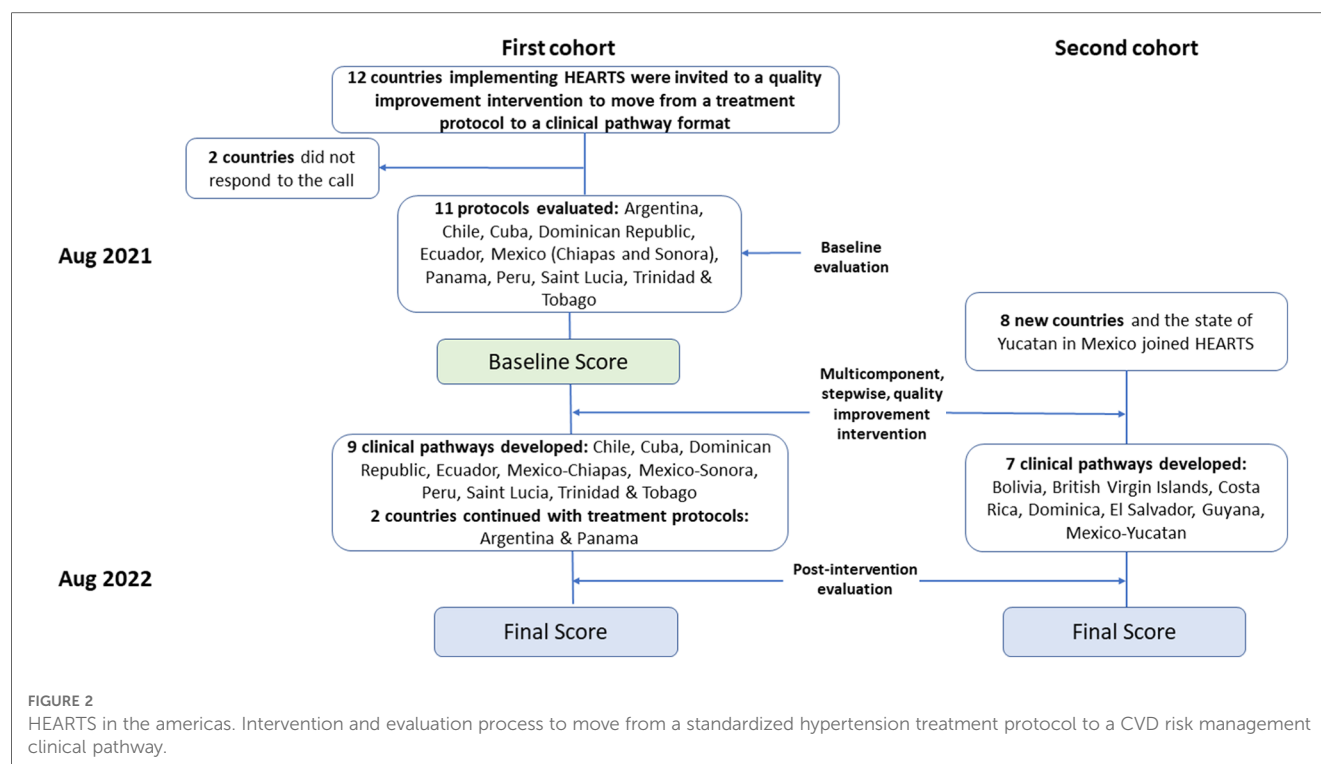 First cohort
Second cohort
12 countries implementing HEARTS were invited to a quality
improvement intervention to move from a treatment
protocol to a clinical pathway format
2 countries did not
respond to the call
Aug 2021
11 protocols evaluated: Argentina,
Chile, Cuba, Dominican Republic,
Ecuador, Mexico (Chiapas and Sonora),
Panama, Peru, Saint Lucia, Trinidad &
Tobago
Baseline
evaluation
8 new countries and the state of
Yucatan in Mexico joined HEARTS
Baseline Score
Multicomponent,
stepwise, quality
improvement
intervention
9 clinical pathways developed: Chile, Cuba, Dominican
Republic, Ecuador, Mexico-Chiapas, Mexico-Sonora,
Peru, Saint Lucia, Trinidad & Tobago
2 countries continued with treatment protocols:
Argentina & Panama
7 clinical pathways developed:
Bolivia, British Virgin Islands, Costa
Rica, Dominica, El Salvador, Guyana,
Mexico-Yucatan
Aug 2022
Post-intervention
evaluation
Final Score
Final Score
FIGURE 2
HEARTS in the americas. Intervention and evaluation process to move from a standardized hypertension treatment protocol to a CVD risk management
clinical pathway.